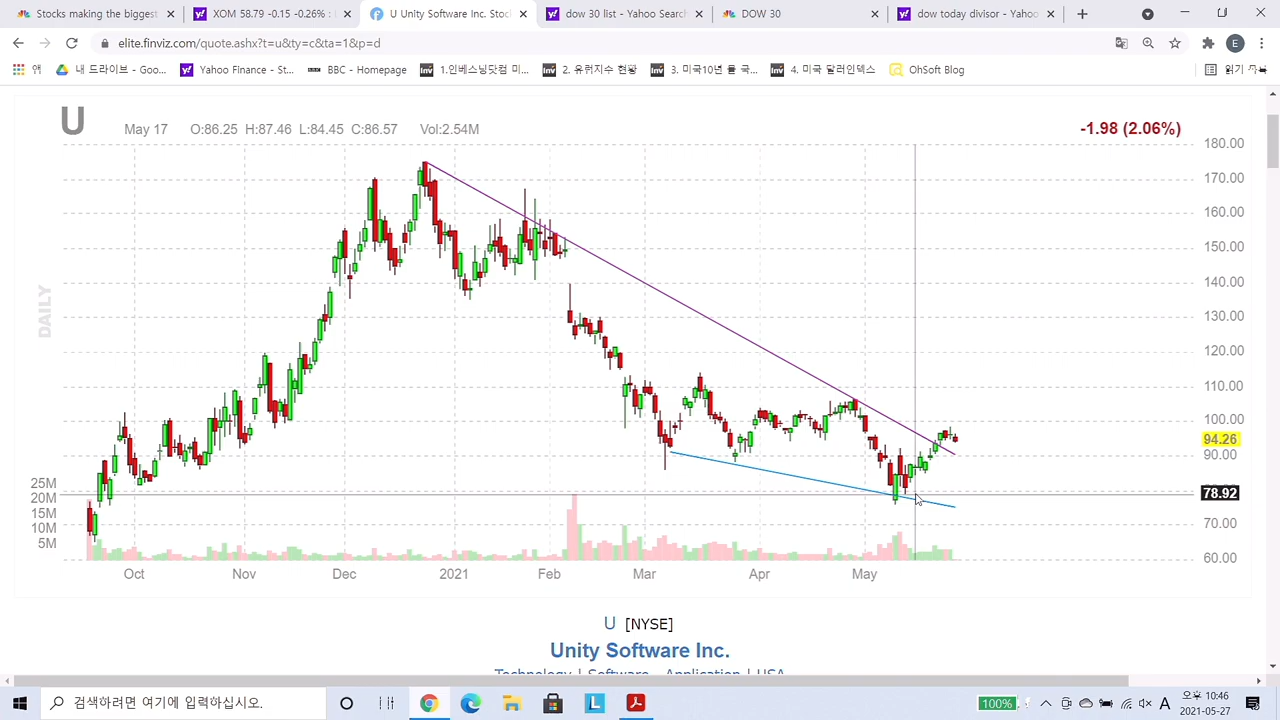 Stocks making the biggest
XOM 58.79 -0.15 -0.26% :
U Unity Software Inc. Stoc
dow 30 list - Yahoo Search
DOW 30
dow today divisor - Yahoo
elite.finviz.com/quote.ashx?t=u&ty=c&ta=1&p=d
E
앱
내 드라이브 - Goo...
Yahoo FInance - St...
BBC - Homepage
1.인베스닝닷컴 미...
2. 유런지수 현황
3. 미국10년 물 국...
4. 미국 달러인덱스
OhSoft Blog
U
May 17 O:86.25 H:87.46 L:84.45 C:86.57 Vol:2.54M
-1.98 (2.06%)
DAILY
180.00
170.00
160.00
150.00
140.00
130.00
120.00
110.00
100.00
94.26
90.00
78.92
70.00
60.00
25M
20M
15M
10M
5M
Oct Nov Dec 2021 Feb Mar Apr May
U [NYSE]
Unity Software Inc.
Technology | Software - Application | USA
검색하려면 여기에 입력하십시오.
100%
A
오후 10:46
2021-05-27